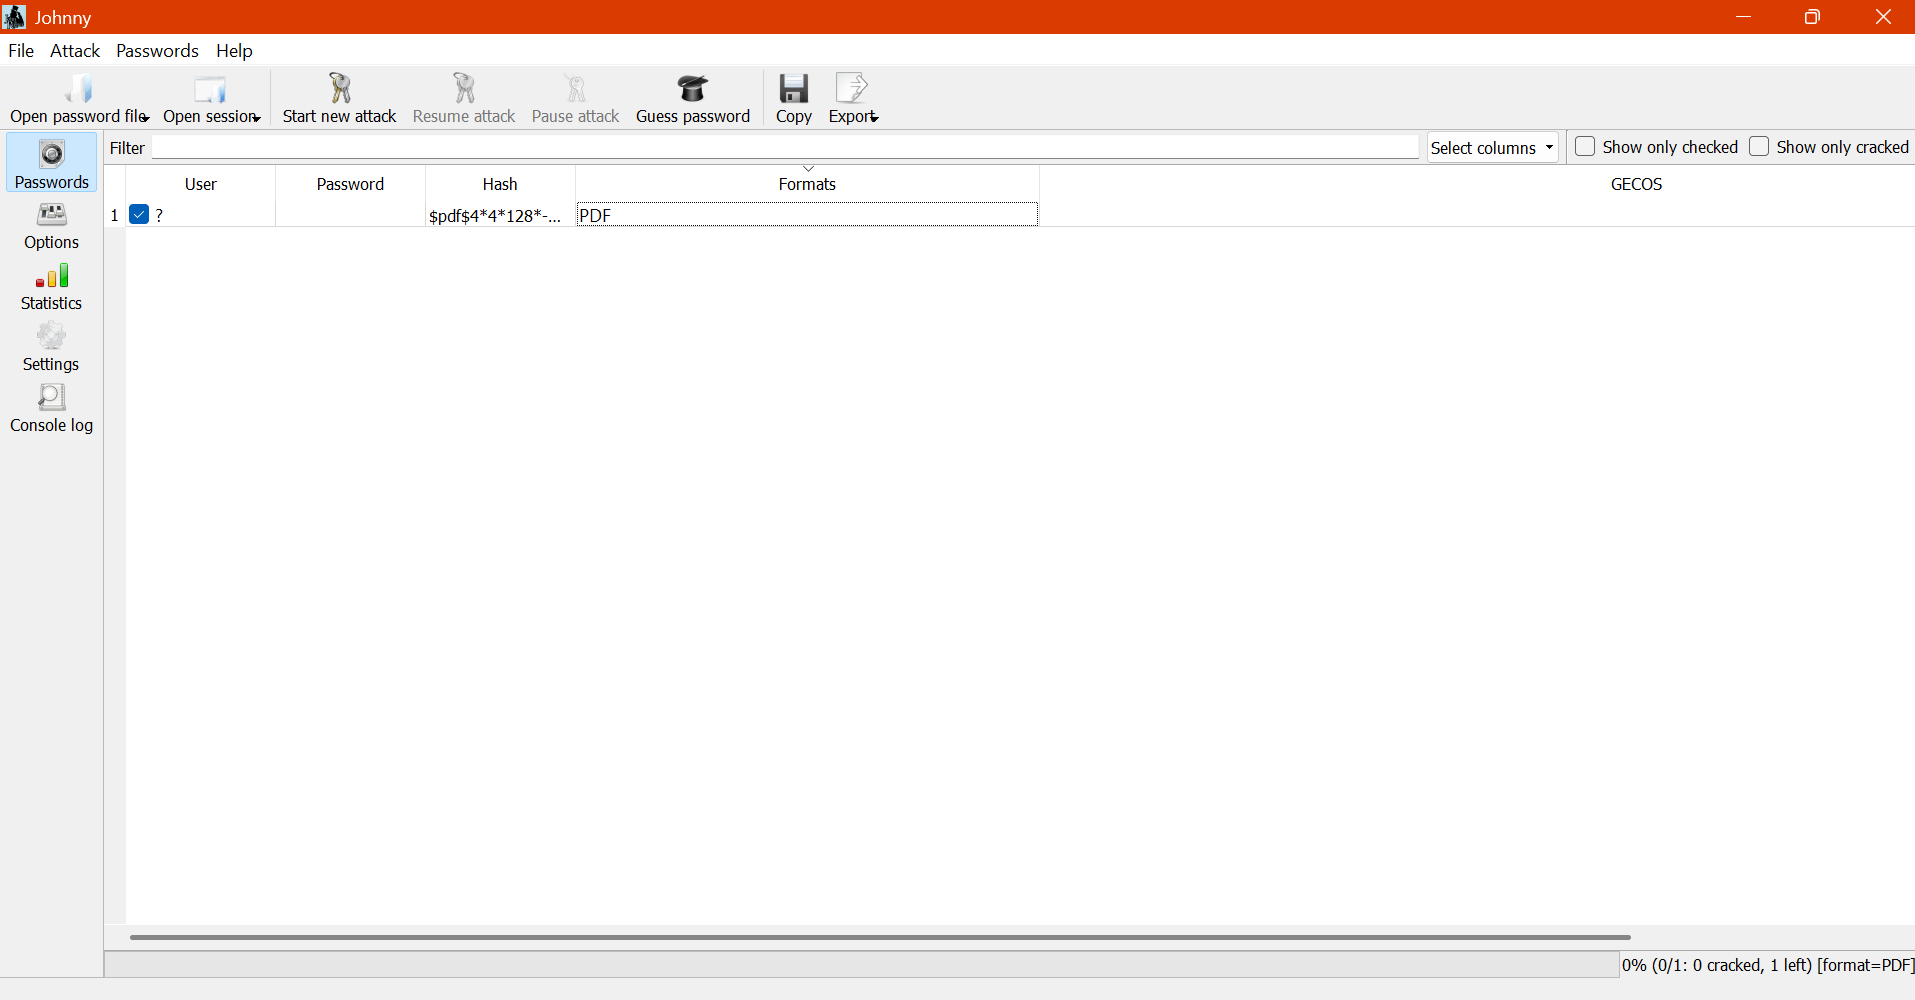 Johnny
File Attack Passwords Help
Open password file Open session Start new attack Resume attack Pause attack Guess password Copy Export
Passwords
Options
Statistics
Settings
Console log
Filter Select columns Show only checked Show only cracked
User Password Hash Formats GECOS
1 ? $pdf$4*4*128*-... PDF
0% (0/1: 0 cracked, 1 left) [format=PDF]